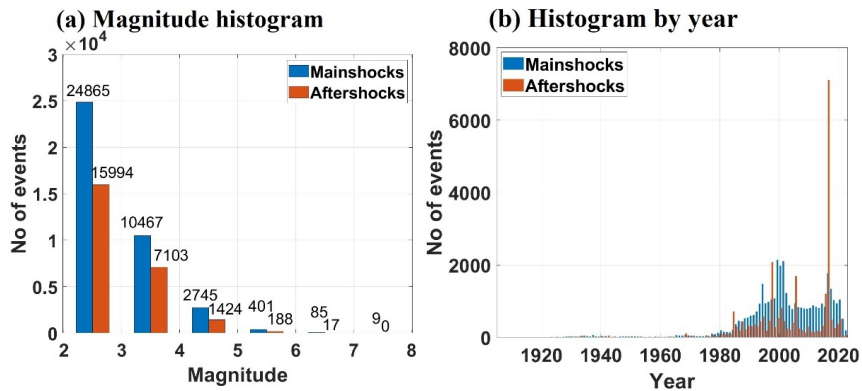 (a) Magnitude histogram
×10⁴
3
2.5
2
1.5
1
0.5
0
No of events
2 3 4 5 6 7 8
Magnitude
Mainshocks
Aftershocks
24865
15994
10467
7103
2745
1424
401
188
85
17
9
0
(b) Histogram by year
8000
6000
4000
2000
0
No of events
1920 1940 1960 1980 2000 2020
Year
Mainshocks
Aftershocks